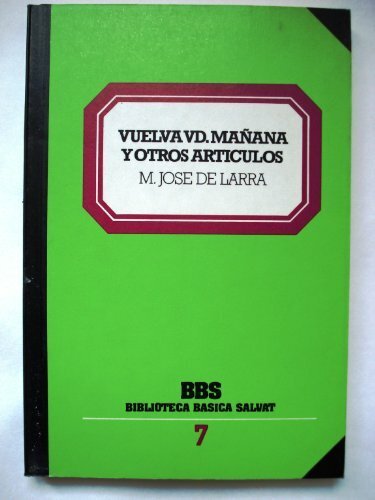 VUELVA VD. MAÑANA
Y OTROS ARTICULOS
M. JOSE DE LARRA
BBS
BIBLIOTECA BASICA SALVAT
7